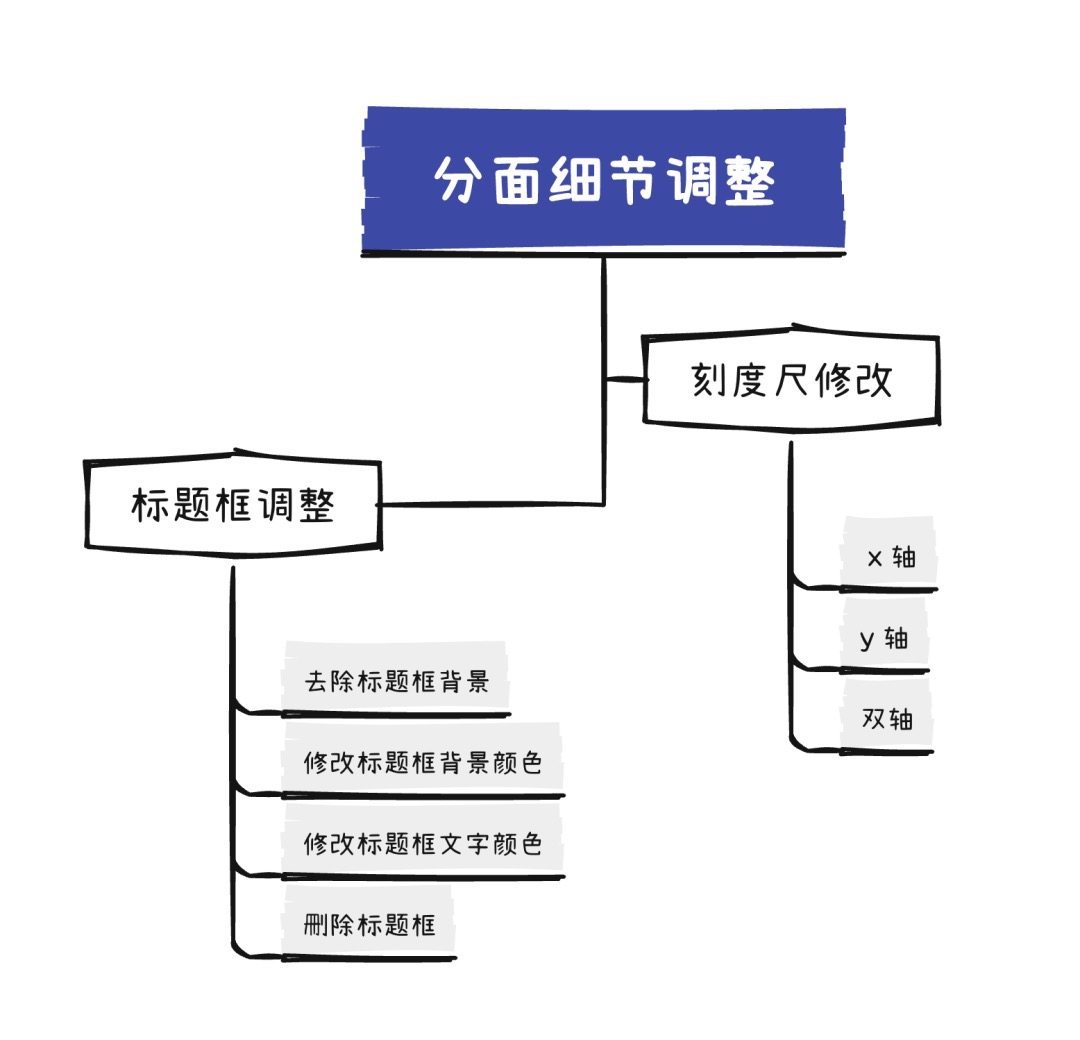 分面细节调整
刻度尺修改
x 轴
y 轴
双轴
标题框调整
去除标题框背景
修改标题框背景颜色
修改标题框文字颜色
删除标题框